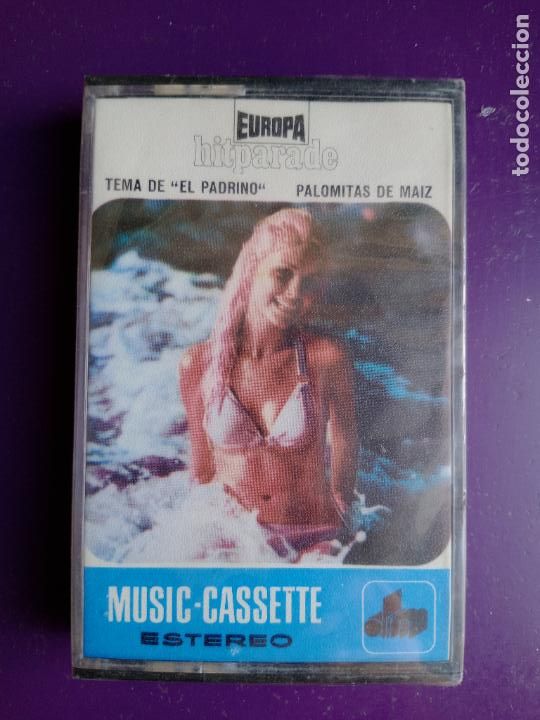 EUROPA
hitparade
TEMA DE "EL PADRINO" PALOMITAS DE MAIZ
MUSIC-CASSETTE
ESTEREO
todocoleccion